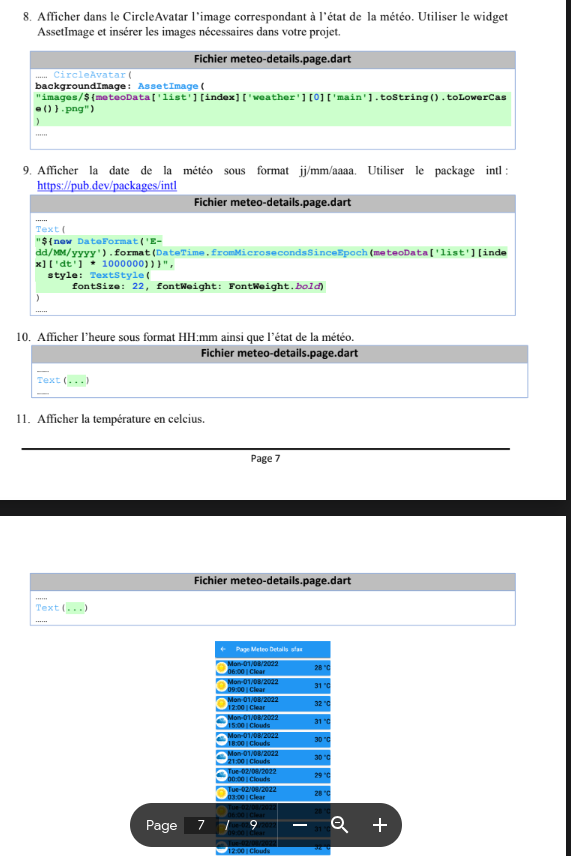 8. Afficher dans le CircleAvatar l'image correspondant à l'état de la météo. Utiliser le widget
AssetImage et insérer les images nécessaires dans votre projet.
Fichier meteo-details.page.dart
…… CircleAvatar(
backgroundImage: AssetImage(
"images/${meteoData['list'][index]['weather'][0]['main'].toString().toLowerCas
e()}.png")
)
……
9. Afficher la date de la météo sous format jj/mm/aaaa. Utiliser le package intl :
https://pub.dev/packages/intl
Fichier meteo-details.page.dart
……
Text(
"${new DateFormat('E-
dd/MM/yyyy').format(DateTime.fromMicrosecondsSinceEpoch(meteoData['list'][inde
x]['dt'] * 1000000))}",
style: TextStyle(
fontSize: 22, fontWeight: FontWeight.bold)
)
……
10. Afficher l'heure sous format HH:mm ainsi que l'état de la météo.
Fichier meteo-details.page.dart
……
Text(...)
……
11. Afficher la température en celcius.
Page 7
Fichier meteo-details.page.dart
……
Text(...)
……
← Page Meteo Details sfax
Mon-01/08/2022
06:00 | Clear 28 °C
Mon-01/08/2022
09:00 | Clear 31 °C
Mon-01/08/2022
12:00 | Clear 32 °C
Mon-01/08/2022
15:00 | Clouds 31 °C
Mon-01/08/2022
18:00 | Clouds 30 °C
Mon-01/08/2022
21:00 | Clouds 30 °C
Tue-02/08/2022
00:00 | Clouds 29 °C
Tue-02/08/2022
03:00 | Clear 28 °C
Page 7 / 9
12:00 | Clouds 32 °C